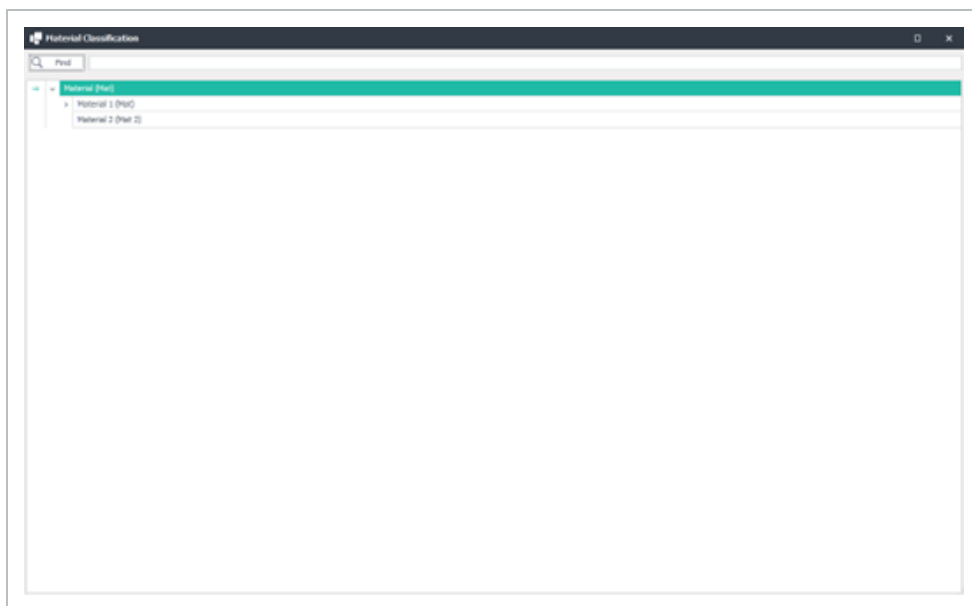 Material Classification
Find
Material (Mat)
Material 1 (Mat)
Material 2 (Mat 2)